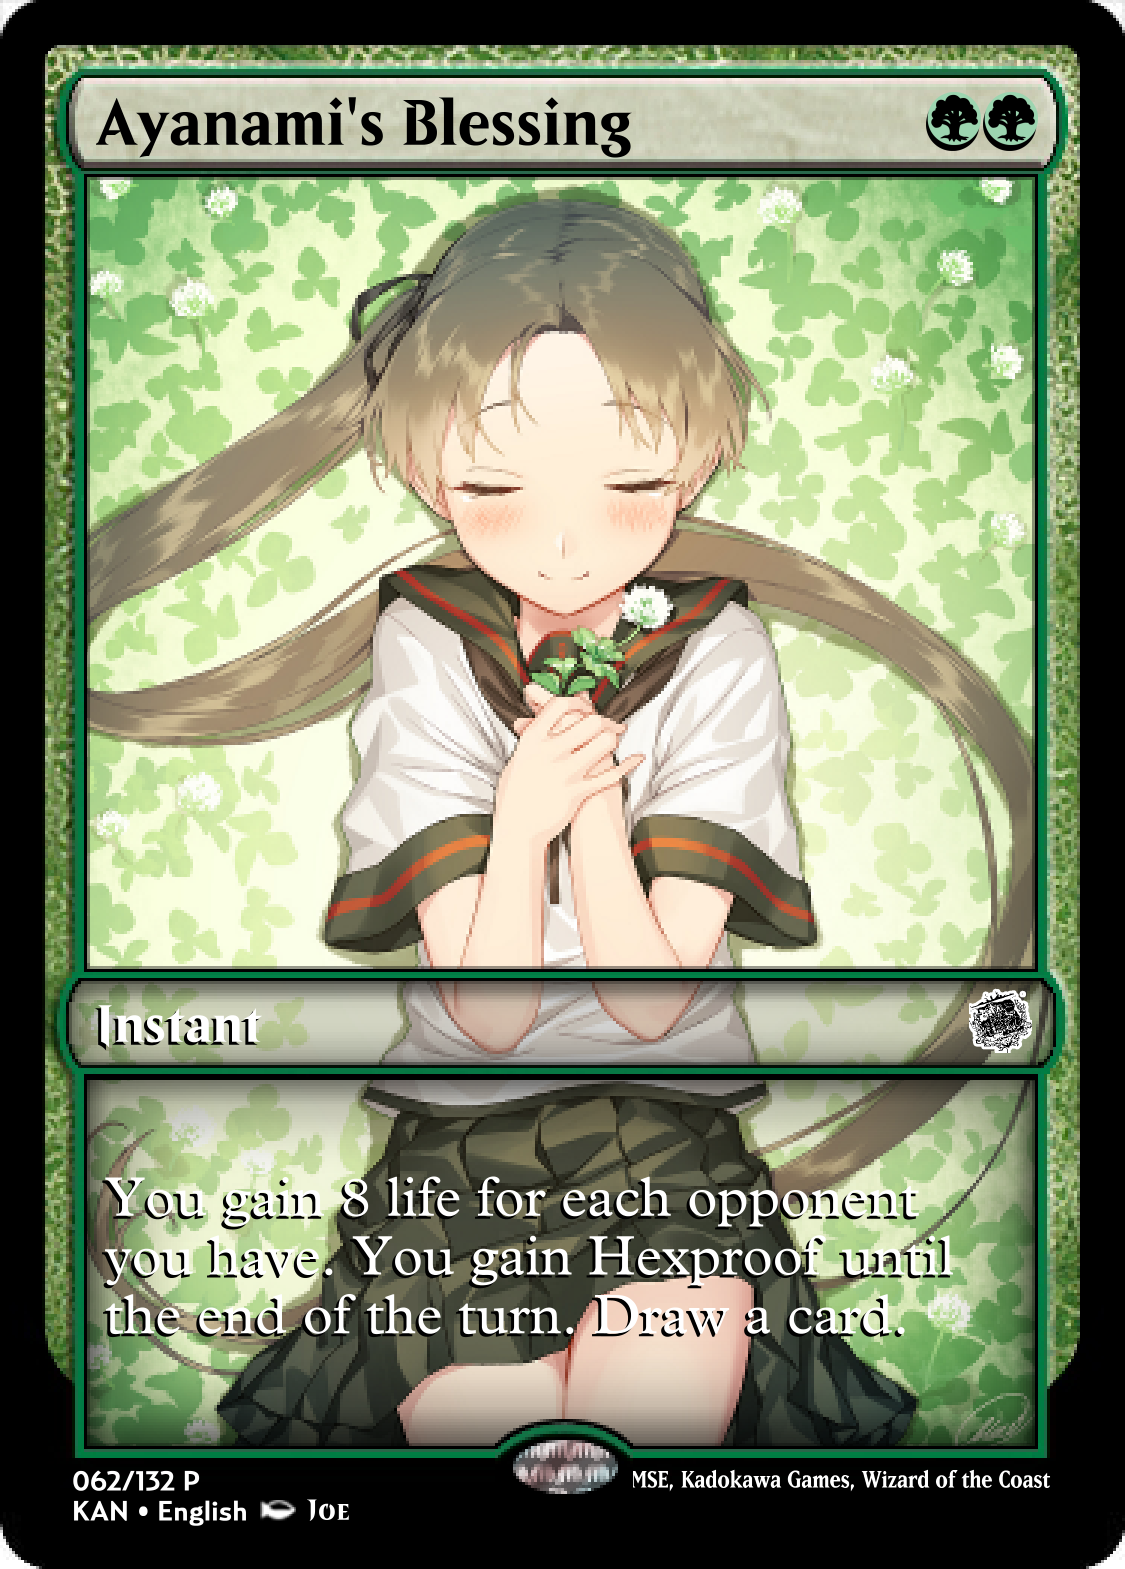 Ayanami's Blessing
Instant
You gain 8 life for each opponent
you have. You gain Hexproof until
the end of the turn. Draw a card.
062/132 P
MSE, Kadokawa Games, Wizard of the Coast
KAN • English JOE